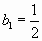 b₁ = 1/2